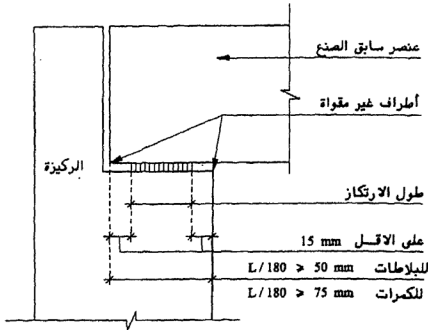 عنصر سابق الصنع
أطراف غير مقواة
الركيزة
طول الارتكاز
على الاقل 15 mm
للبلاطات L/180 ⩾ 50 mm
للكمرات L/180 ⩾ 75 mm